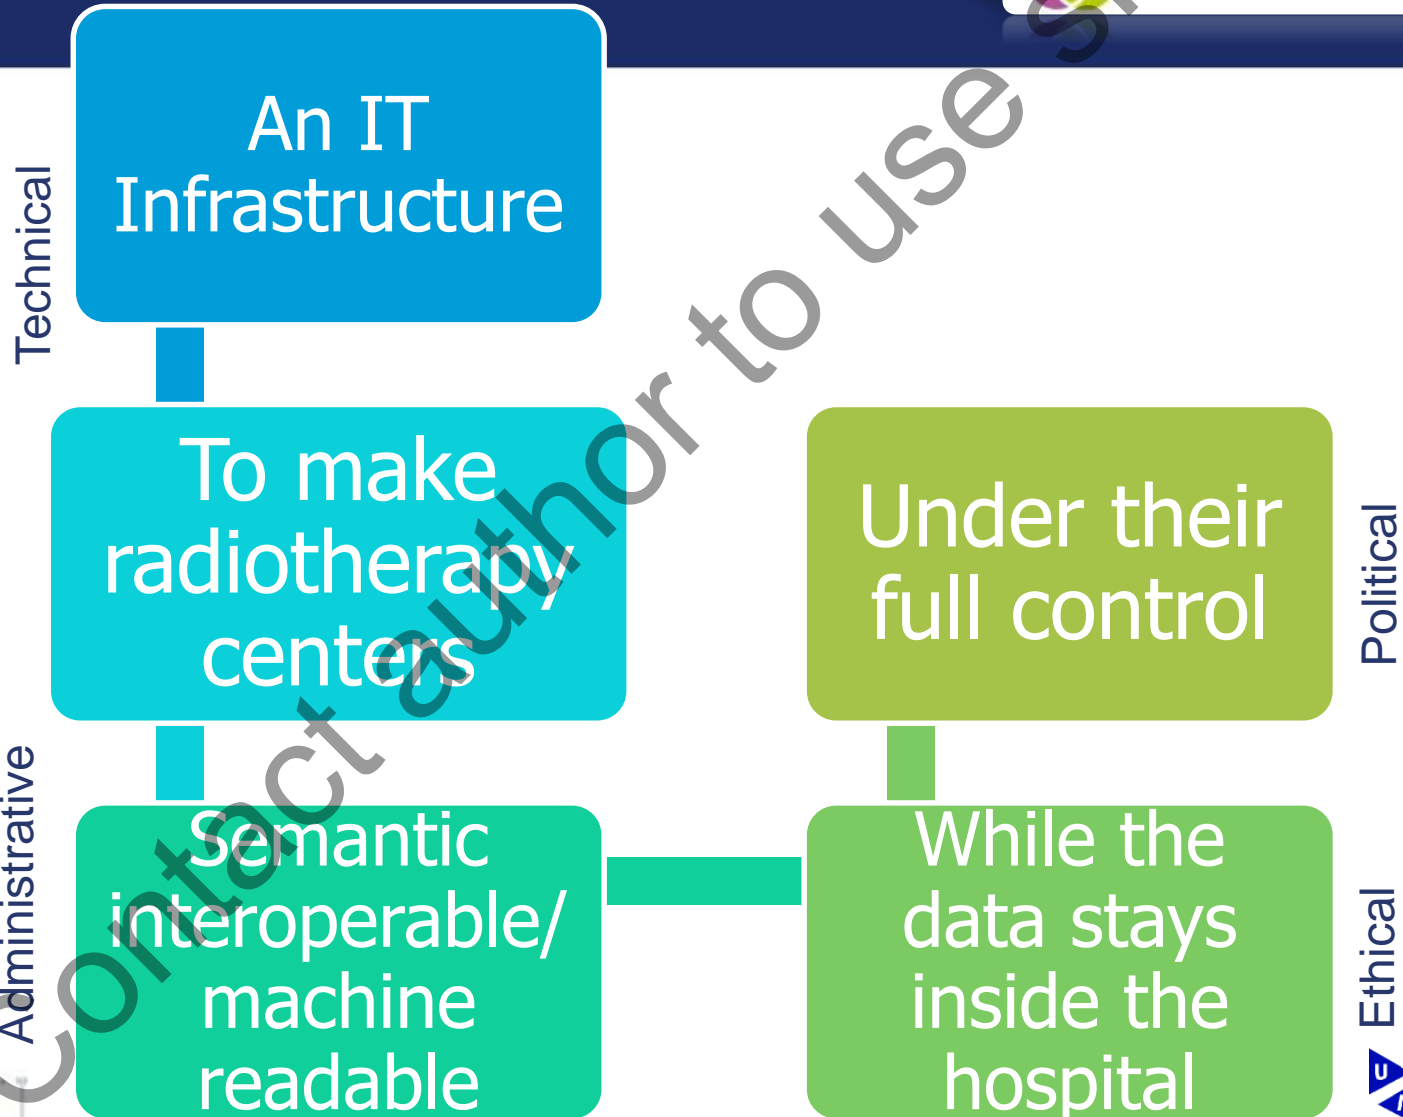 Technical
An IT
Infrastructure
To make
radiotherapy
centers
Administrative
Semantic
interoperable/
machine
readable
While the
data stays
inside the
hospital
Ethical
Under their
full control
Political
Contact author to use
U